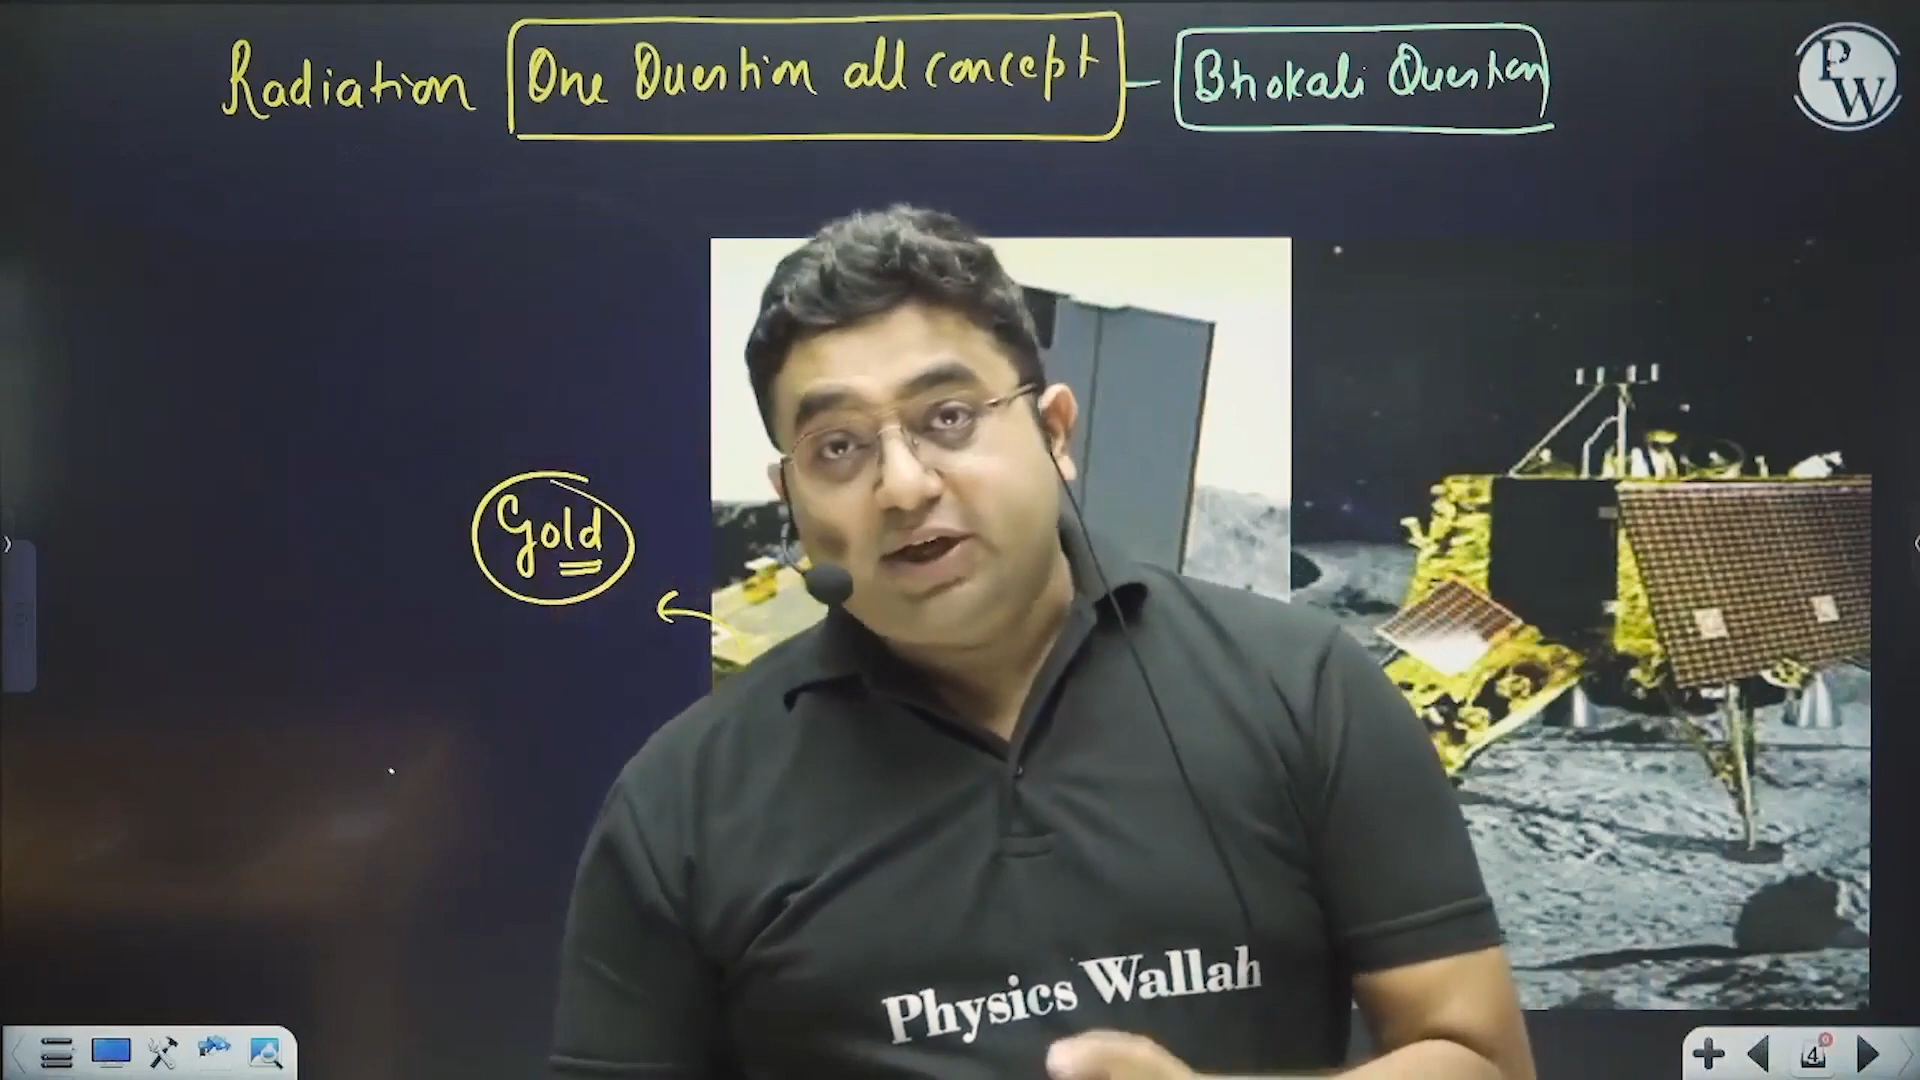 Radiation One Question all concept - Bhokali Question
PW
Gold
Physics Wallah
4